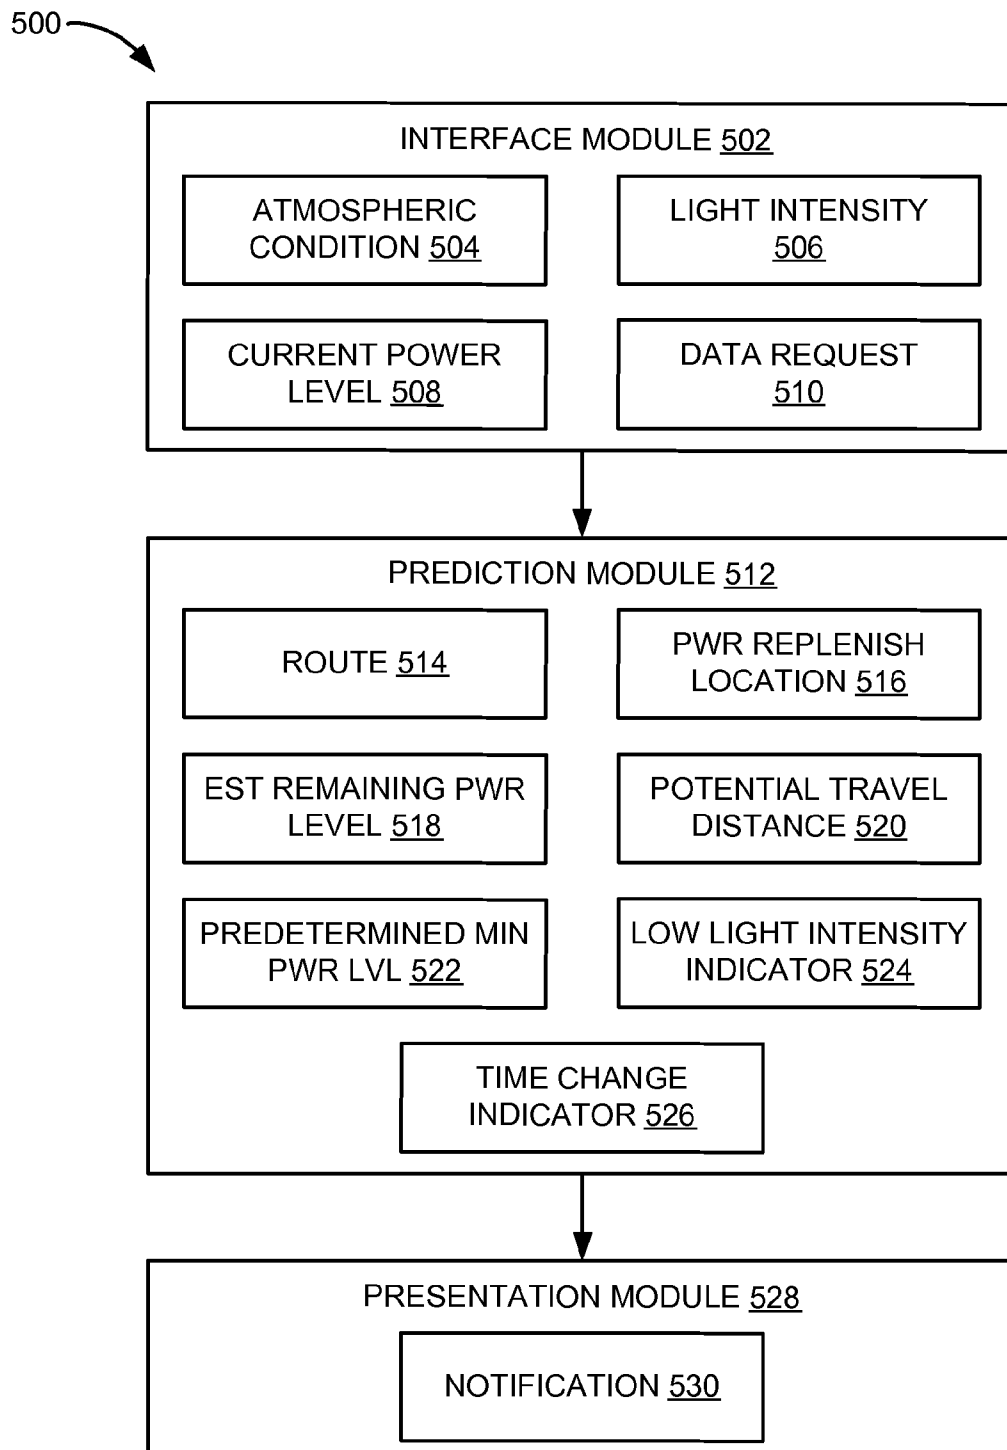 500
INTERFACE MODULE 502
ATMOSPHERIC
CONDITION 504
LIGHT INTENSITY
506
CURRENT POWER
LEVEL 508
DATA REQUEST
510
PREDICTION MODULE 512
ROUTE 514
PWR REPLENISH
LOCATION 516
EST REMAINING PWR
LEVEL 518
POTENTIAL TRAVEL
DISTANCE 520
PREDETERMINED MIN
PWR LVL 522
LOW LIGHT INTENSITY
INDICATOR 524
TIME CHANGE
INDICATOR 526
PRESENTATION MODULE 528
NOTIFICATION 530